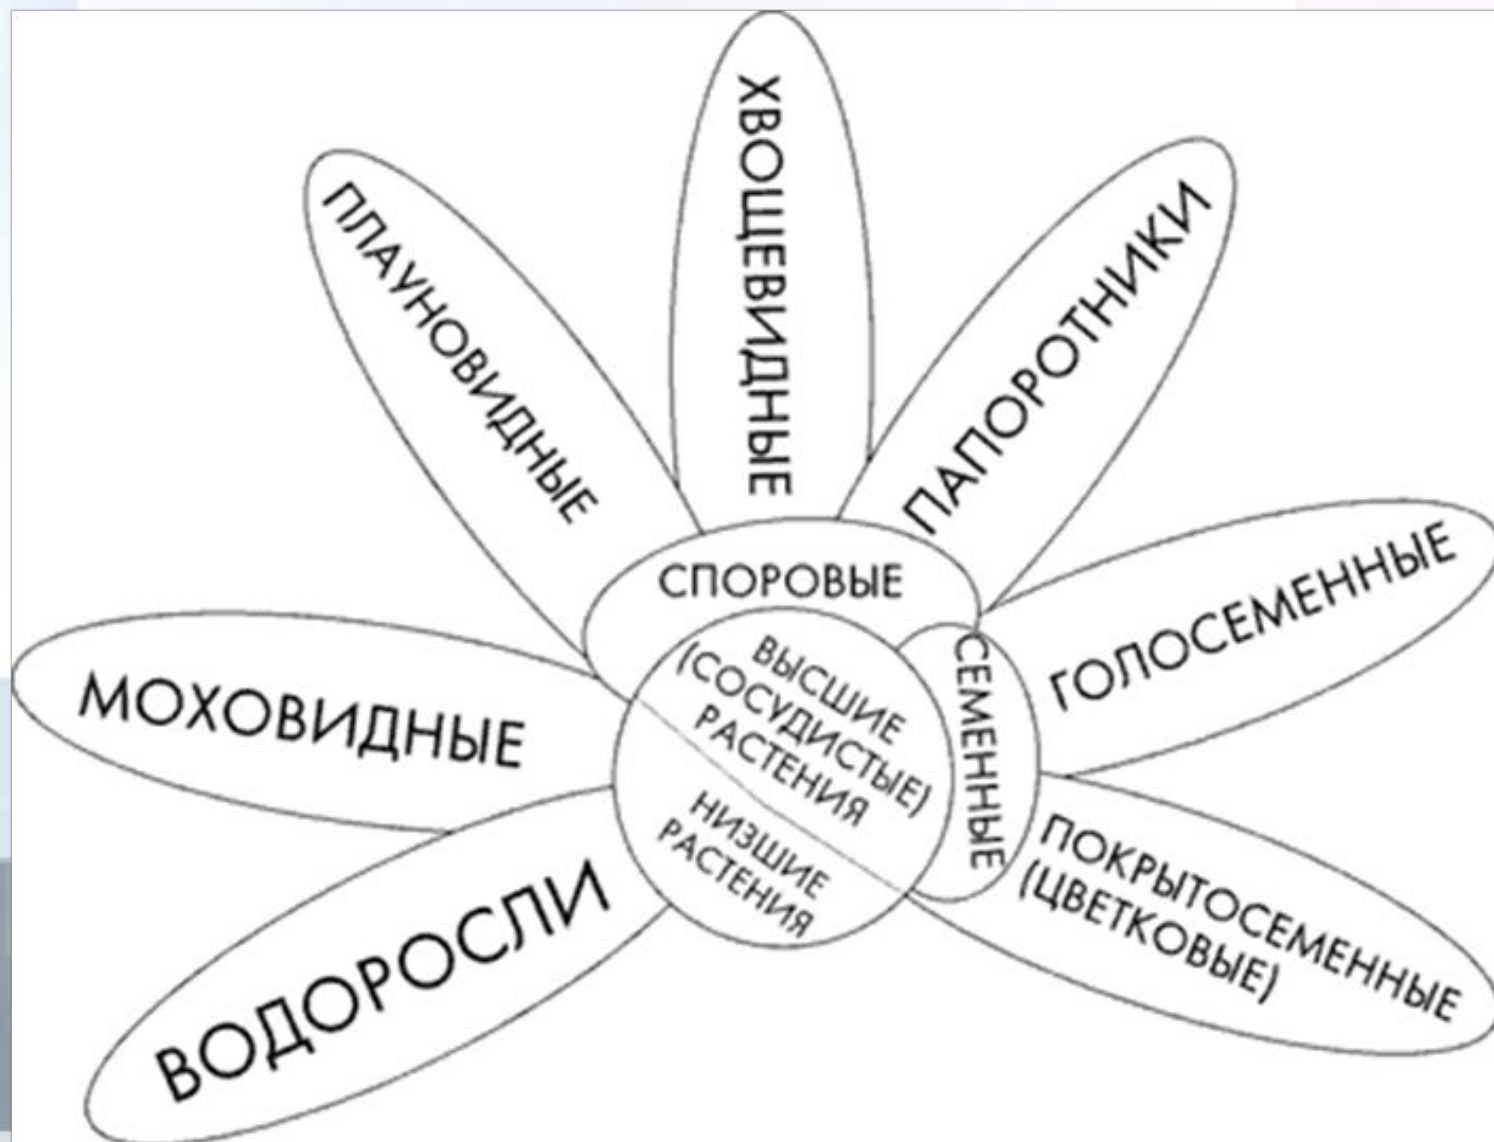 ХВОЩЕВИДНЫЕ
ПЛАУНОВИДНЫЕ
ПАПОРОТНИКИ
ГОЛОСЕМЕННЫЕ
СПОРОВЫЕ
СЕМЕННЫЕ
МОХОВИДНЫЕ
ВЫСШИЕ
(СОСУДИСТЫЕ)
РАСТЕНИЯ
НИЗШИЕ
РАСТЕНИЯ
ПОКРЫТОСЕМЕННЫЕ
(ЦВЕТКОВЫЕ)
ВОДОРОСЛИ